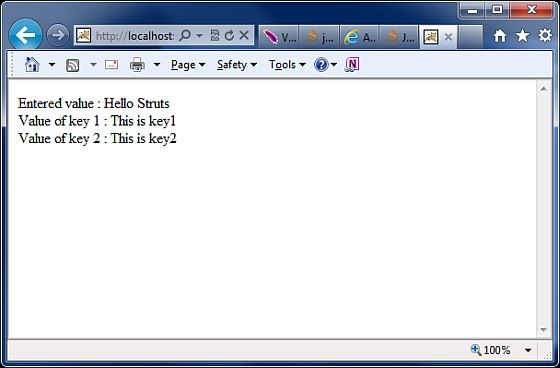 http://localhost:
V...
j...
A...
J...
Page
Safety
Tools
Entered value : Hello Struts
Value of key 1 : This is key1
Value of key 2 : This is key2
100%